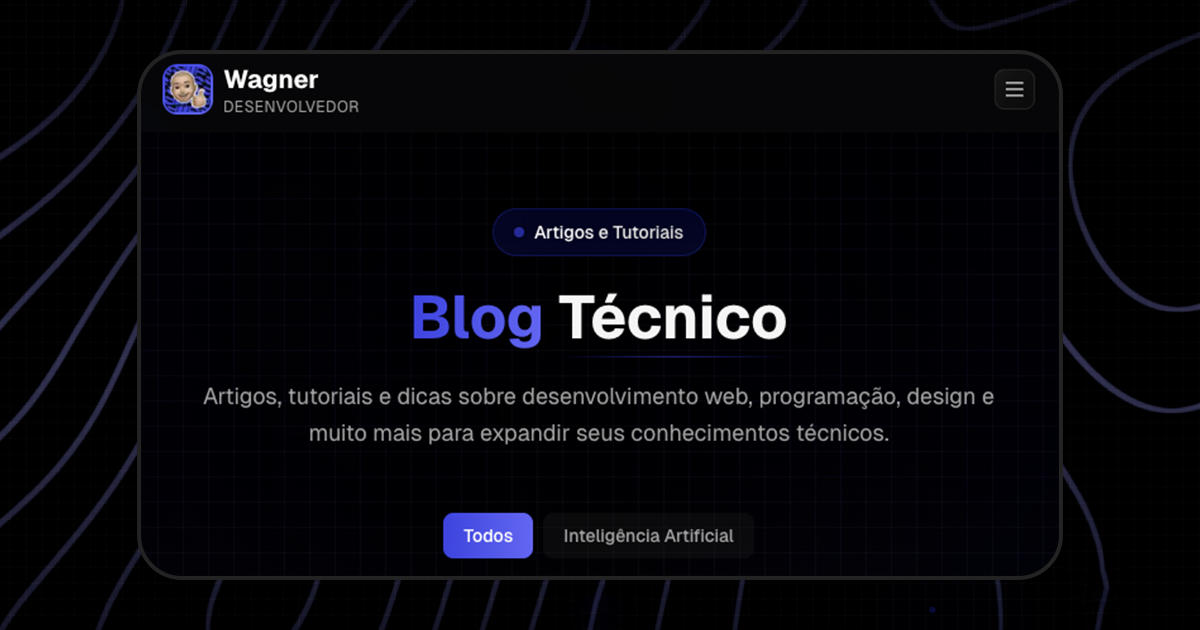 Wagner
DESENVOLVEDOR
Artigos e Tutoriais
Blog Técnico
Artigos, tutoriais e dicas sobre desenvolvimento web, programação, design e
muito mais para expandir seus conhecimentos técnicos.
Todos
Inteligência Artificial